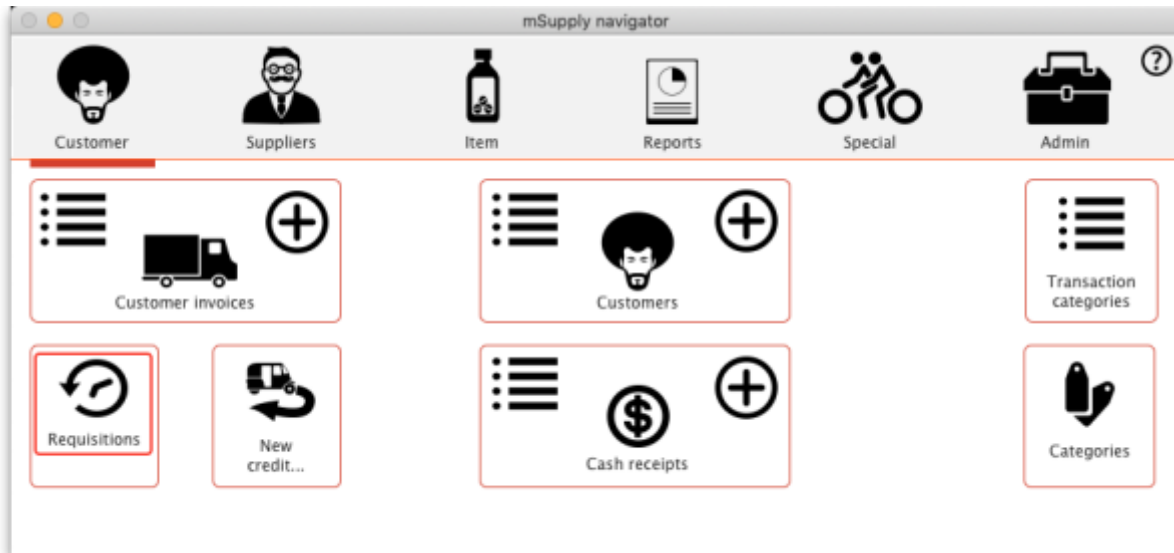 mSupply navigator
?
Customer
Suppliers
Item
Reports
Special
Admin
Customer invoices
Customers
Transaction
categories
Requisitions
New
credit...
$
Cash receipts
Categories